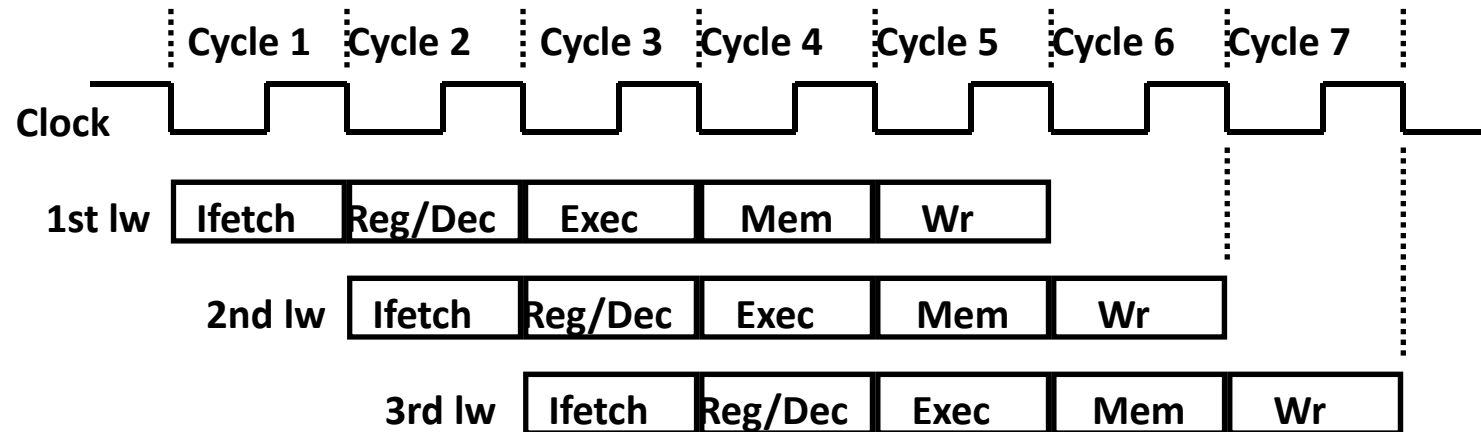 Cycle 1 Cycle 2 Cycle 3 Cycle 4 Cycle 5 Cycle 6 Cycle 7
Clock
1st lw Ifetch Reg/Dec Exec Mem Wr
2nd lw Ifetch Reg/Dec Exec Mem Wr
3rd lw Ifetch Reg/Dec Exec Mem Wr